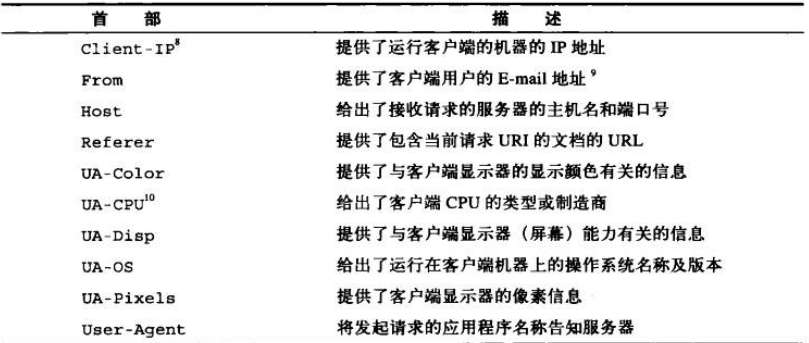 首 部 描 述
Client-IP⁸ 提供了运行客户端的机器的 IP 地址
From 提供了客户端用户的 E-mail 地址⁹
Host 给出了接收请求的服务器的主机名和端口号
Referer 提供了包含当前请求 URI 的文档的 URL
UA-Color 提供了与客户端显示器的显示颜色有关的信息
UA-CPU¹⁰ 给出了客户端 CPU 的类型或制造商
UA-Disp 提供了与客户端显示器（屏幕）能力有关的信息
UA-OS 给出了运行在客户端机器上的操作系统名称及版本
UA-Pixels 提供了客户端显示器的像素信息
User-Agent 将发起请求的应用程序名称告知服务器